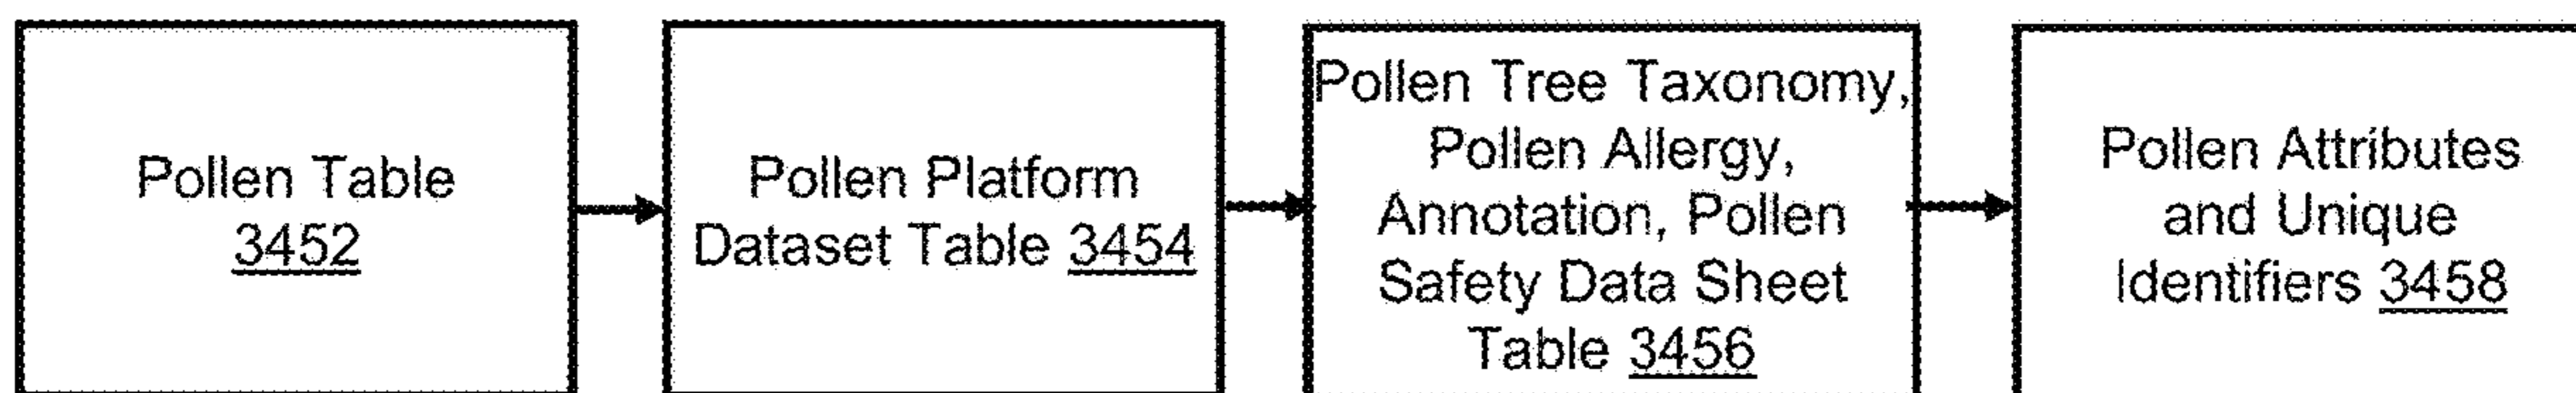 Pollen Table
3452
Pollen Platform
Dataset Table 3454
Pollen Tree Taxonomy,
Pollen Allergy,
Annotation, Pollen
Safety Data Sheet
Table 3456
Pollen Attributes
and Unique
Identifiers 3458